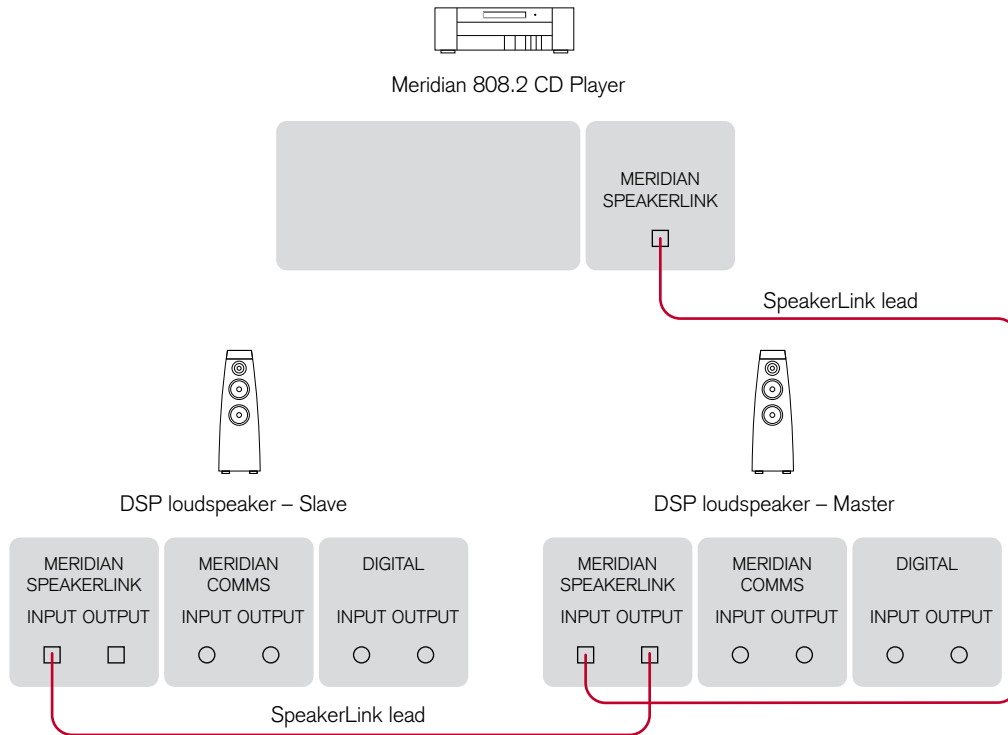 Meridian 808.2 CD Player
MERIDIAN
SPEAKERLINK
SpeakerLink lead
DSP loudspeaker – Slave
DSP loudspeaker – Master
MERIDIAN
SPEAKERLINK
INPUT OUTPUT
MERIDIAN
COMMS
INPUT OUTPUT
DIGITAL
INPUT OUTPUT
MERIDIAN
SPEAKERLINK
INPUT OUTPUT
MERIDIAN
COMMS
INPUT OUTPUT
DIGITAL
INPUT OUTPUT
SpeakerLink lead